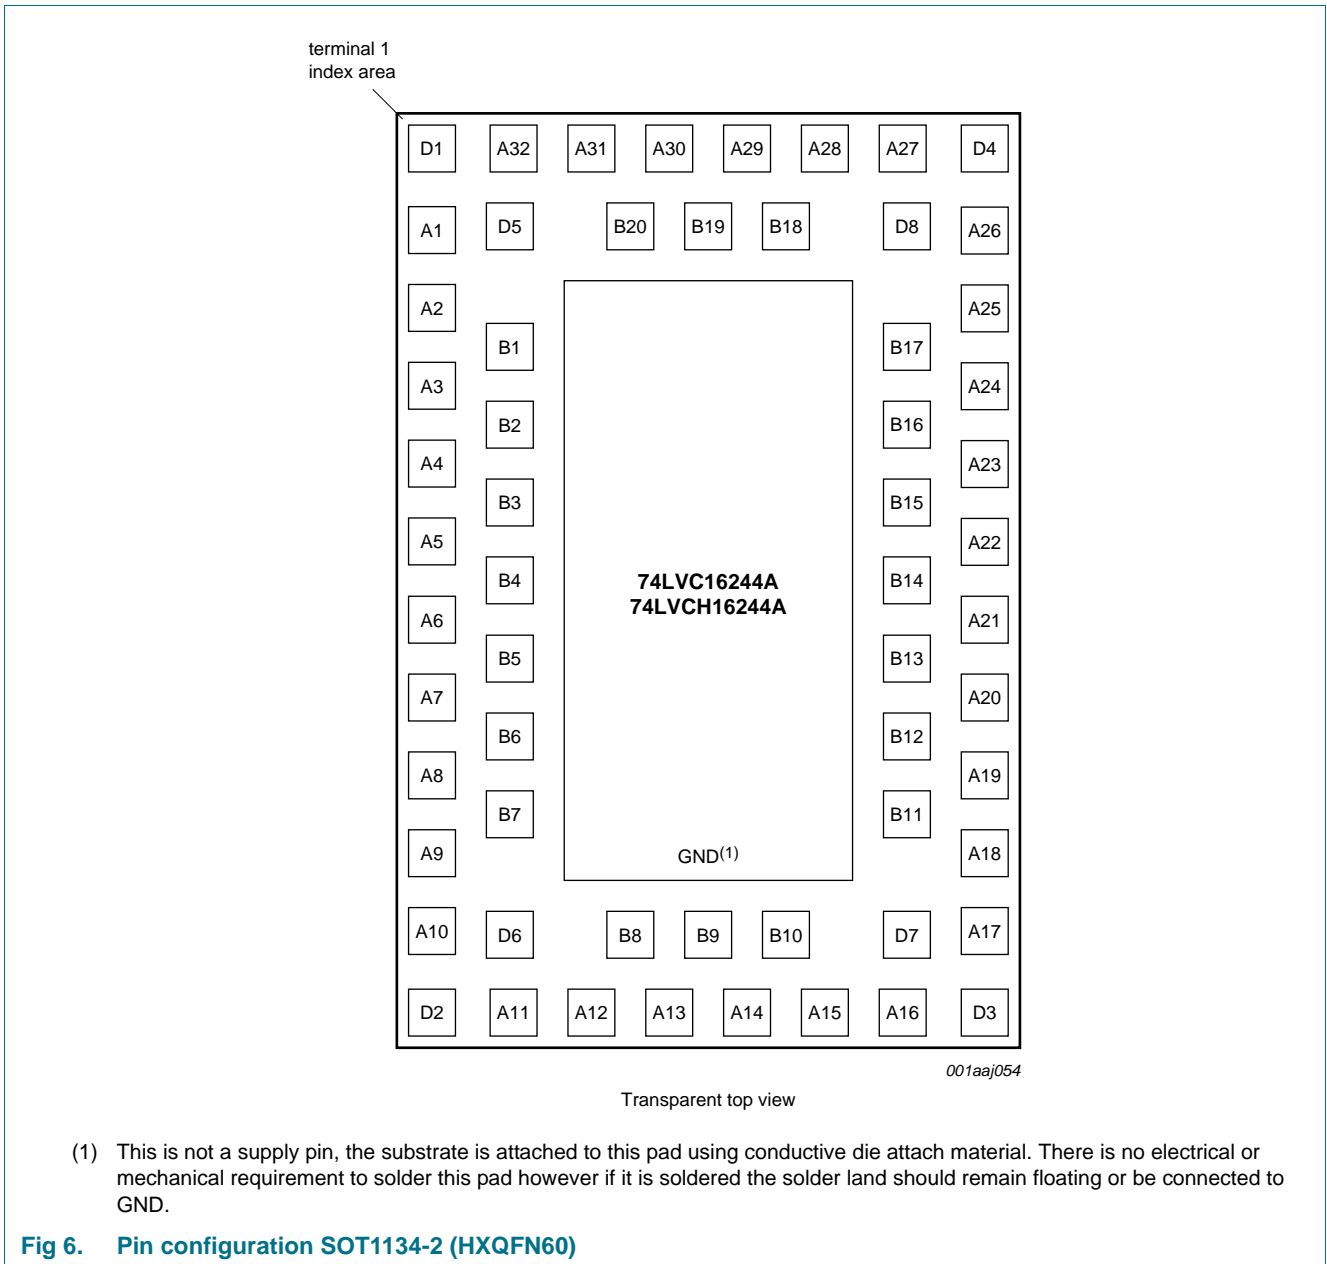 terminal 1
index area
D1 A32 A31 A30 A29 A28 A27 D4
A1 D5 B20 B19 B18 D8 A26
A2 A25
B1 B17
A3 A24
B2 B16
A4 A23
B3 B15
A5 A22
B4 74LVC16244A B14
74LVCH16244A
A6 A21
B5 B13
A7 A20
B6 B12
A8 A19
B7 B11
A9 GND(1) A18
A10 D6 B8 B9 B10 D7 A17
D2 A11 A12 A13 A14 A15 A16 D3
001aaj054
Transparent top view
(1) This is not a supply pin, the substrate is attached to this pad using conductive die attach material. There is no electrical or
mechanical requirement to solder this pad however if it is soldered the solder land should remain floating or be connected to
GND.
Fig 6. Pin configuration SOT1134-2 (HXQFN60)